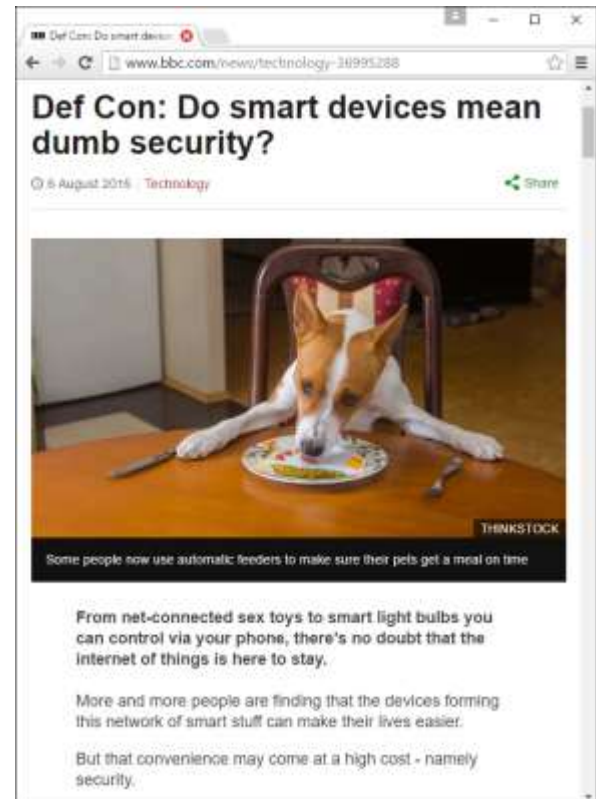 Def Con: Do smart devic
www.bbc.com/news/technology-36995288
Def Con: Do smart devices mean
dumb security?
6 August 2016 Technology
Share
THINKSTOCK
Some people now use automatic feeders to make sure their pets get a meal on time
From net-connected sex toys to smart light bulbs you
can control via your phone, there's no doubt that the
internet of things is here to stay.
More and more people are finding that the devices forming
this network of smart stuff can make their lives easier.
But that convenience may come at a high cost - namely
security.